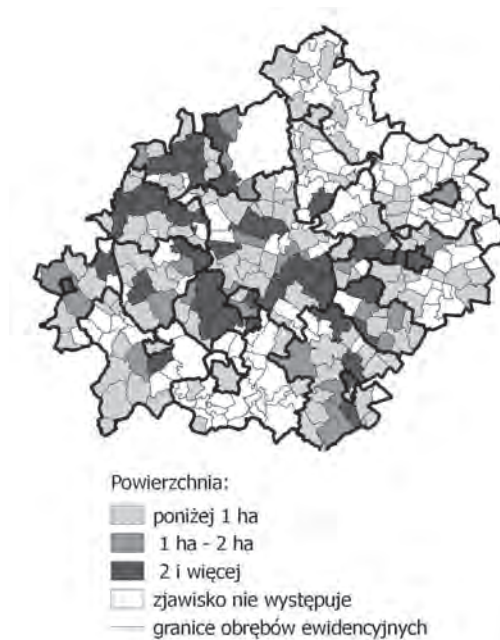 Powierzchnia:
poniżej 1 ha
1 ha - 2 ha
2 i więcej
zjawisko nie występuje
granice obrębów ewidencyjnych